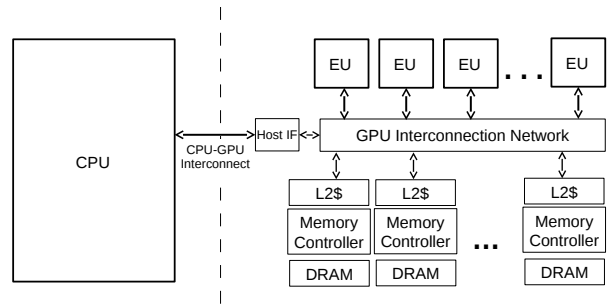 EU
EU
EU
EU
...
CPU
CPU-GPU
Interconnect
Host IF
GPU Interconnection Network
L2$
L2$
L2$
Memory
Controller
Memory
Controller
...
Memory
Controller
DRAM
DRAM
DRAM